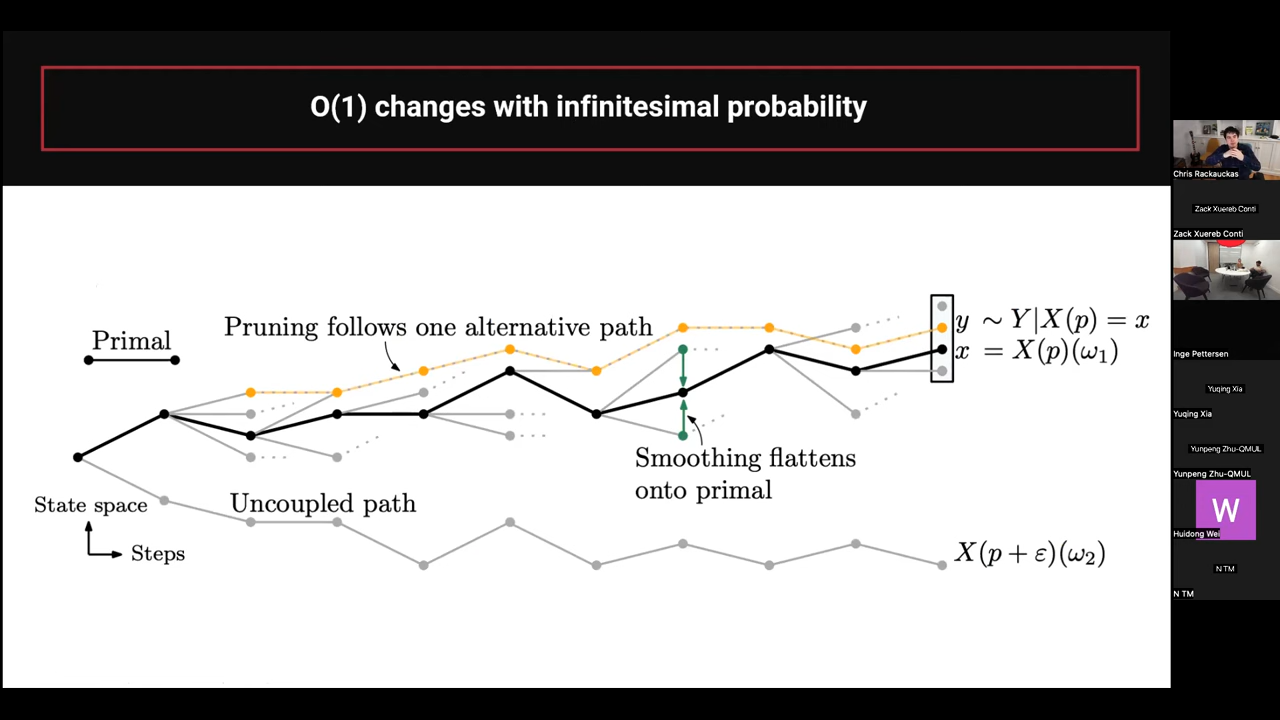 O(1) changes with infinitesimal probability
Primal
Pruning follows one alternative path
y ∼ Y|X(p) = x
x = X(p)(ω₁)
Smoothing flattens
onto primal
State space
Steps
Uncoupled path
X(p + ε)(ω₂)
Chris Rackauckas
Zack Xuereb Conti
Zack Xuereb Conti
Inge Pettersen
Yuqing Xia
Yuqing Xia
Yunpeng Zhu-QMUL
Yunpeng Zhu-QMUL
W
Huidong Wei
N TM
N TM